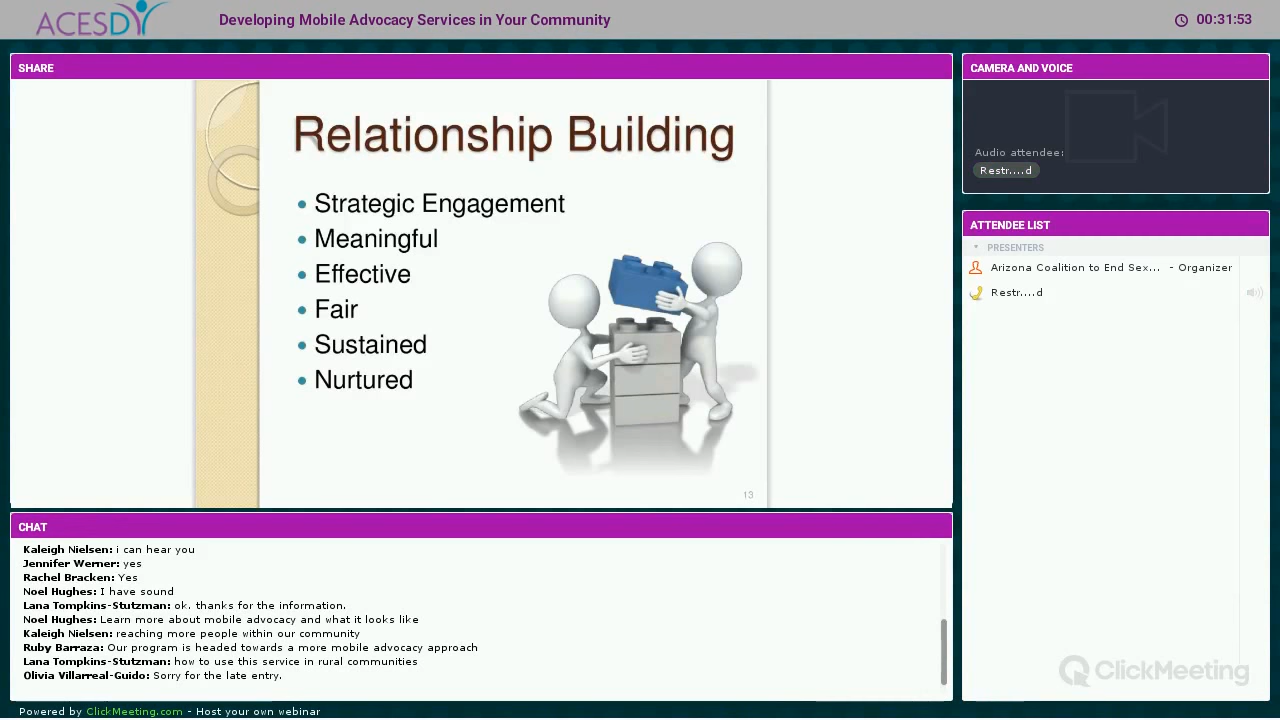 ACESDV
Developing Mobile Advocacy Services in Your Community
00:31:53
SHARE
Relationship Building
• Strategic Engagement
• Meaningful
• Effective
• Fair
• Sustained
• Nurtured
13
CHAT
Kaleigh Nielsen: i can hear you
Jennifer Werner: yes
Rachel Bracken: Yes
Noel Hughes: I have sound
Lana Tompkins-Stutzman: ok. thanks for the information.
Noel Hughes: Learn more about mobile advocacy and what it looks like
Kaleigh Nielsen: reaching more people within our community
Ruby Barraza: Our program is headed towards a more mobile advocacy approach
Lana Tompkins-Stutzman: how to use this service in rural communities
Olivia Villarreal-Guido: Sorry for the late entry.
CAMERA AND VOICE
Audio attendee:
Restr....d
ATTENDEE LIST
PRESENTERS
Arizona Coalition to End Sex... - Organizer
Restr....d
ClickMeeting
Powered by ClickMeeting.com - Host your own webinar